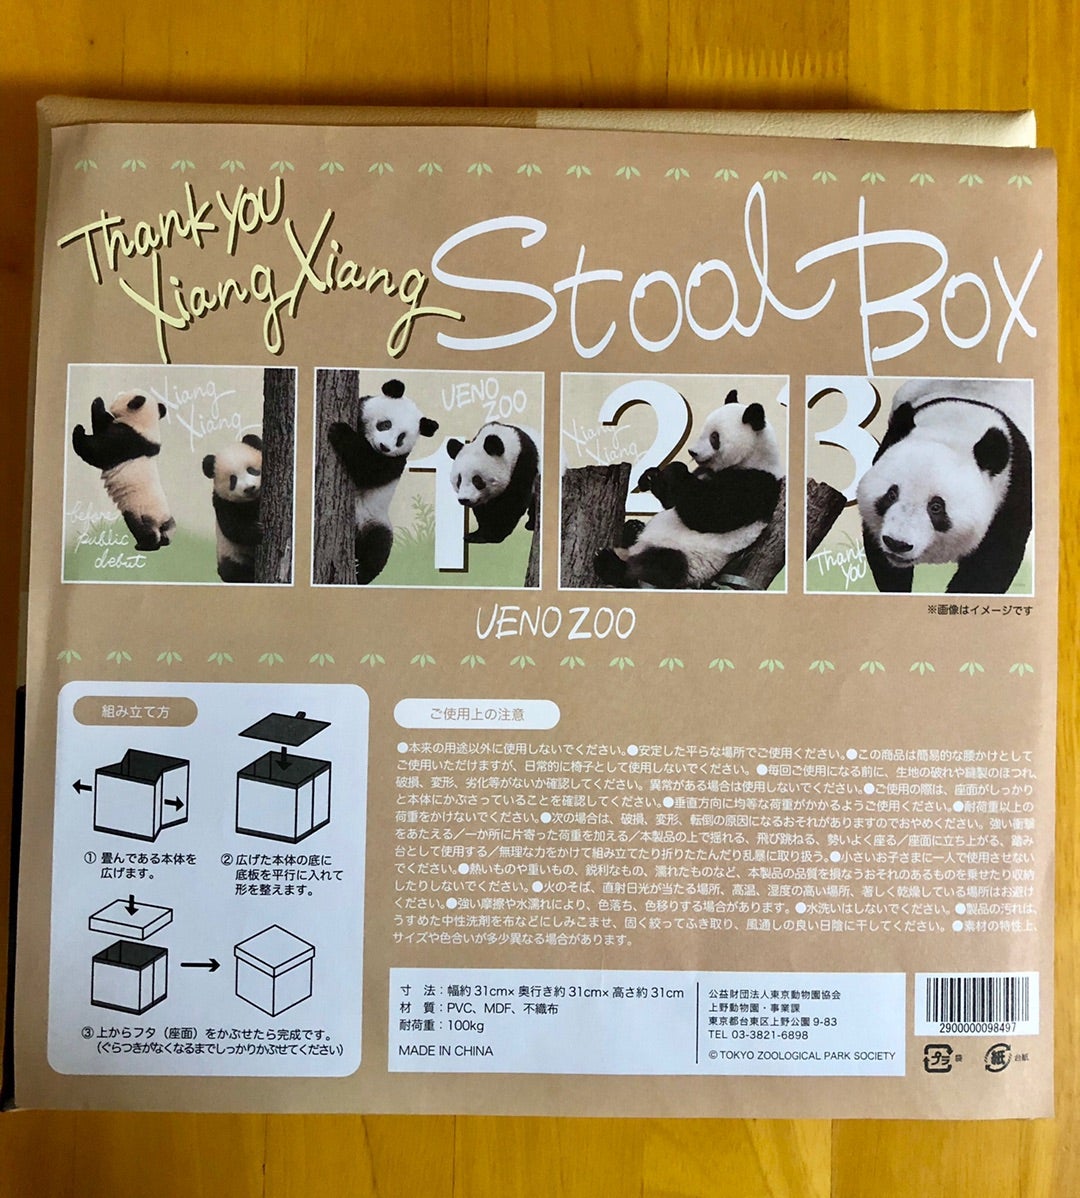 Thank you
Xiang Xiang
Stool Box
Xiang
Xiang
before
public
debut
UENO
ZOO
1
Xiang
Xiang
2
3
Thank
you
※画像はイメージです
UENO ZOO
組み立て方
① 畳んである本体を
広げます。
② 広げた本体の底に
底板を平行に入れて
形を整えます。
③ 上からフタ（座面）をかぶせたら完成です。
（ぐらつきがなくなるまでしっかりかぶせてください）
ご使用上の注意
●本来の用途以外に使用しないでください。●安定した平らな場所でご使用ください。●この商品は簡易的な腰かけとして
ご使用いただけますが、日常的に椅子として使用しないでください。●毎回ご使用になる前に、生地の破れや縫製のほつれ、
破損、変形、劣化等がないか確認してください。異常がある場合は使用しないでください。●ご使用の際は、座面がしっかり
と本体にかぶさっていることを確認してください。●垂直方向に均等な荷重がかかるようご使用ください。●耐荷重以上の
荷重をかけないでください。●次の場合は、破損、変形、転倒の原因になるおそれがありますのでおやめください。強い衝撃
をあたえる／一か所に片寄った荷重を加える／本製品の上で揺れる、飛び跳ねる、勢いよく座る／座面に立ち上がる、踏み
台として使用する／無理な力をかけて組み立てたり折りたたんだり乱暴に取り扱う。●小さいお子さまに一人で使用させない
でください。●熱いものや重いもの、鋭利なもの、濡れたものなど、本製品の品質を損なうおそれのあるものを乗せたり収納
したりしないでください。●火のそば、直射日光が当たる場所、高温、湿度の高い場所、著しく乾燥している場所はお避け
ください。●強い摩擦や水濡れにより、色落ち、色移りする場合があります。●水洗いはしないでください。●製品の汚れは、
うすめた中性洗剤を布などにしみこませ、固く絞ってふき取り、風通しの良い日陰に干してください。●素材の特性上、
サイズや色合いが多少異なる場合があります。
寸　法：幅約31cm×奥行き約31cm×高さ約31cm
材　質：PVC、MDF、不織布
耐荷重：100kg
MADE IN CHINA
公益財団法人東京動物園協会
上野動物園・事業課
東京都台東区上野公園 9-83
TEL 03-3821-6898
© TOKYO ZOOLOGICAL PARK SOCIETY
2900000098497
プラ 袋
紙 台紙